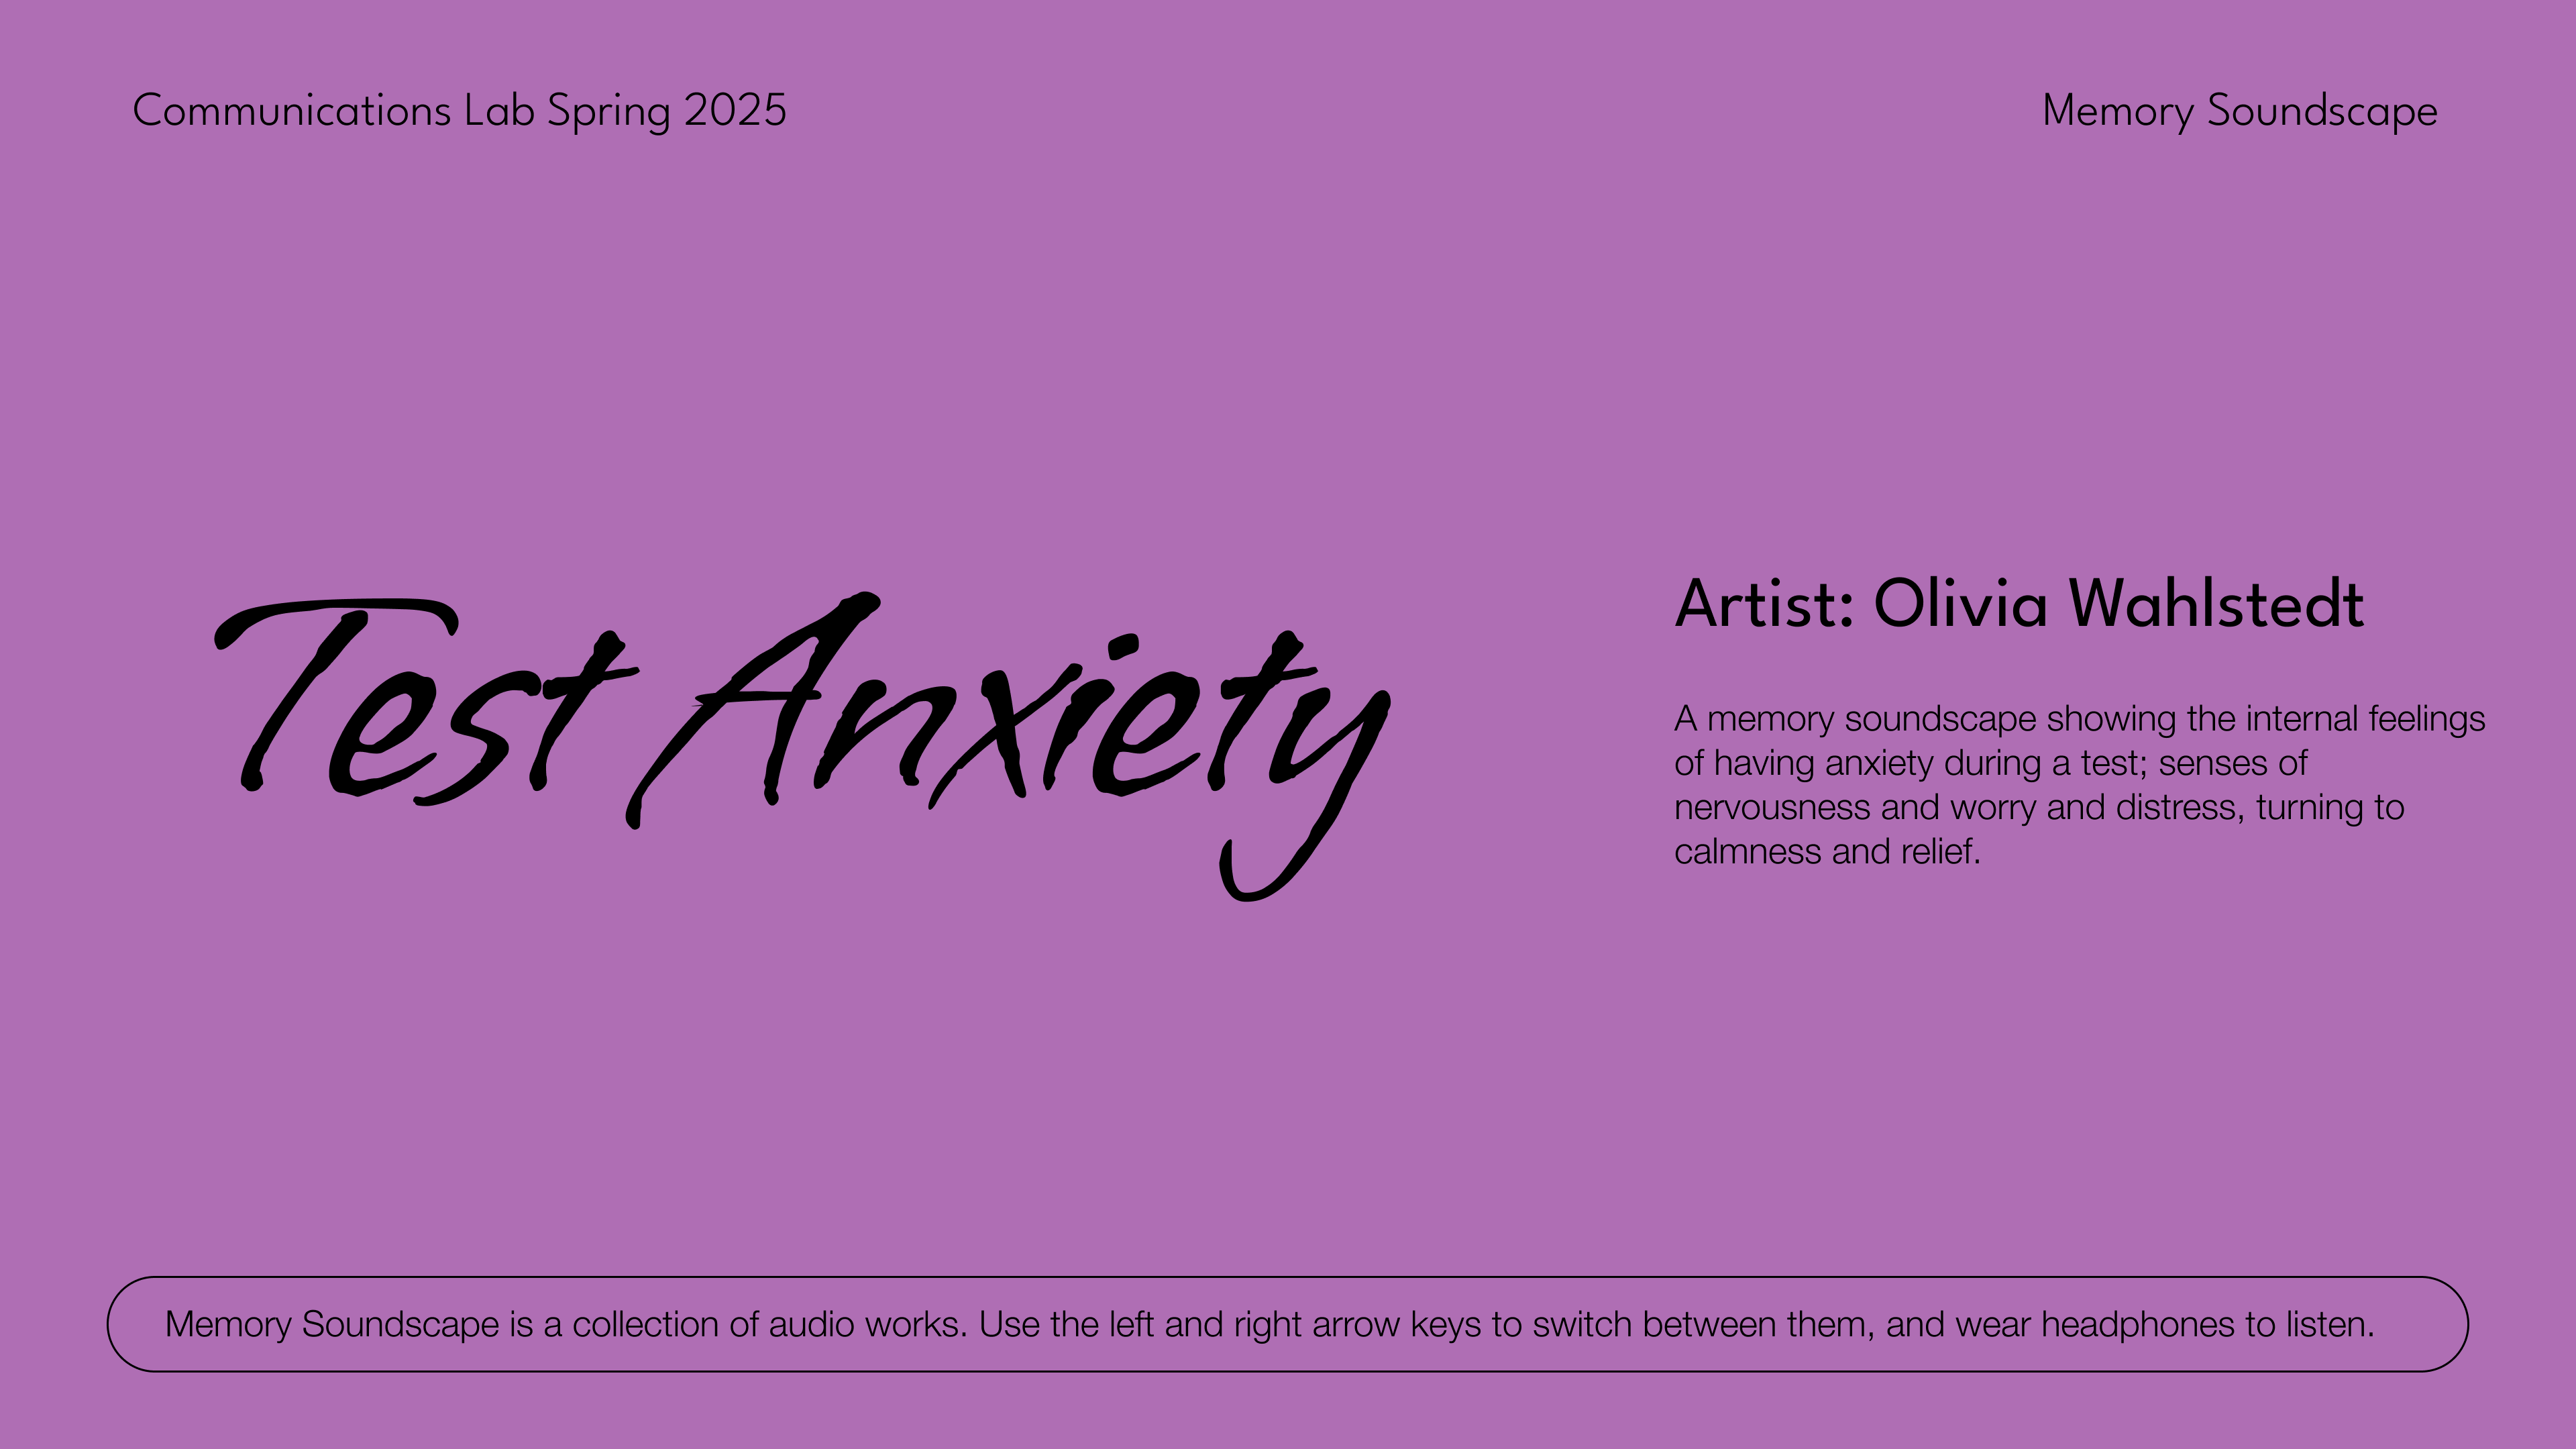 Communications Lab Spring 2025
Memory Soundscape
Test Anxiety
Artist: Olivia Wahlstedt
A memory soundscape showing the internal feelings
of having anxiety during a test; senses of
nervousness and worry and distress, turning to
calmness and relief.
Memory Soundscape is a collection of audio works. Use the left and right arrow keys to switch between them, and wear headphones to listen.